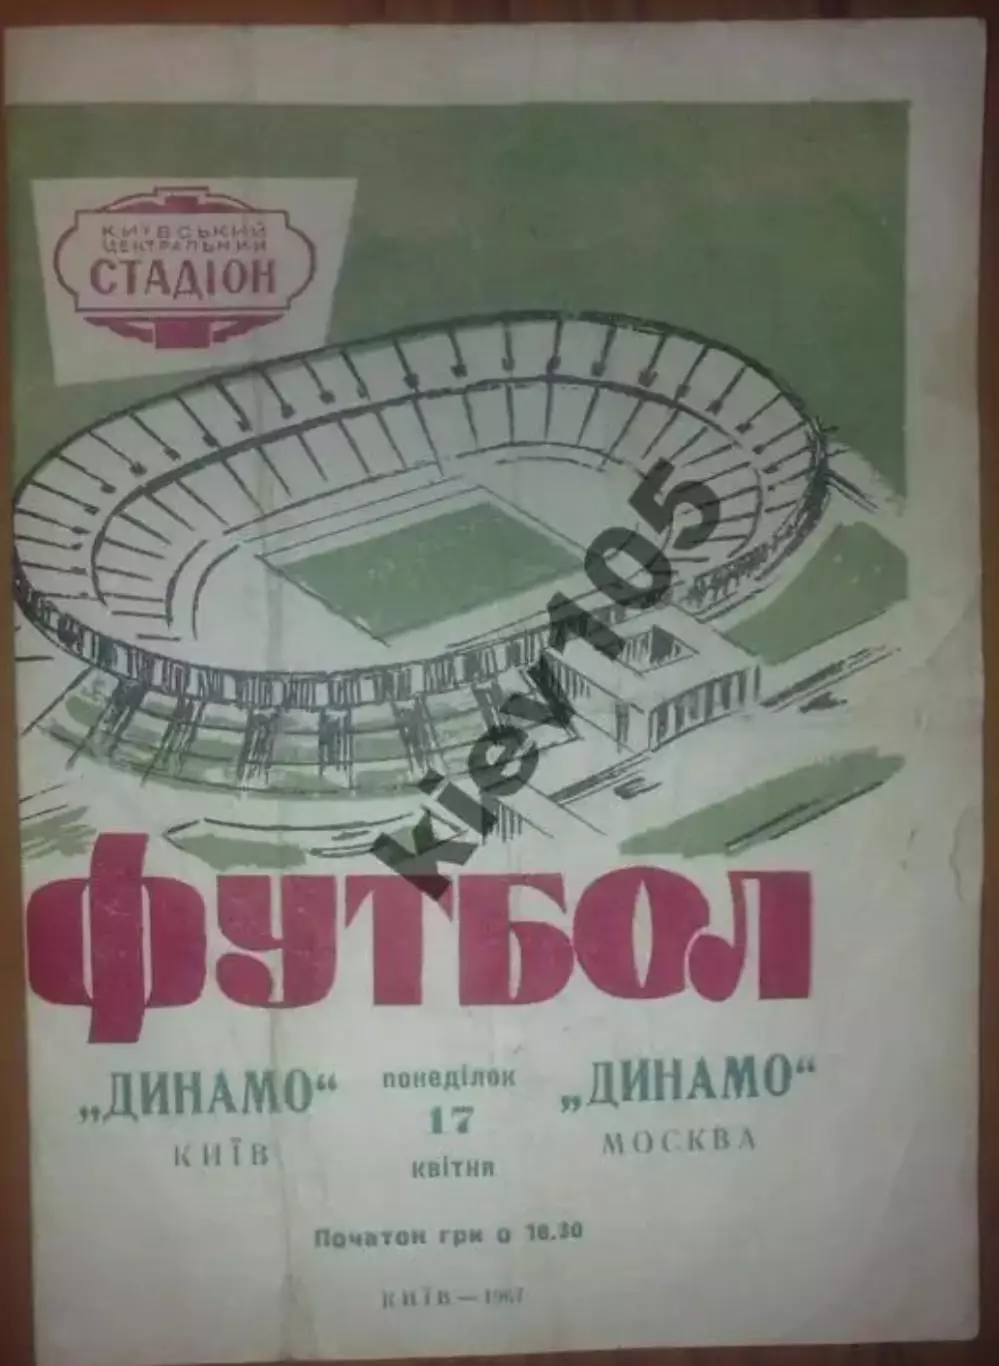 КИЇВСЬКИЙ
ЦЕНТРАЛЬНИЙ
СТАДІОН
ФУТБОЛ
„ДИНАМО“
КИЇВ
понеділок
17
квітня
„ДИНАМО“
МОСКВА
Початок гри о 18.30
КИЇВ—1967
kiev105